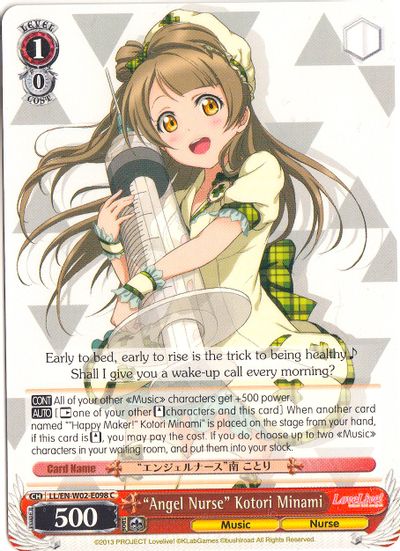 LEVEL
1
0
COST
Early to bed, early to rise is the trick to being healthy♪
Shall I give you a wake-up call every morning?
CONT All of your other «Music» characters get +500 power.
AUTO [one of your other characters and this card] When another card
named ""Happy Maker!" Kotori Minami" is placed on the stage from your
hand, if this card is, you may pay the cost. If you do, choose up to two «Music»
characters in your waiting room, and put them into your stock.
Card Name
"エンジェルナース"南 ことり
CH LL/EN-W02-E098 C
"Angel Nurse" Kotori Minami
LoveLive!
500
Music
Nurse
©2013 PROJECT Lovelive! ©KLabGames ©bushiroad All Rights Reserved.